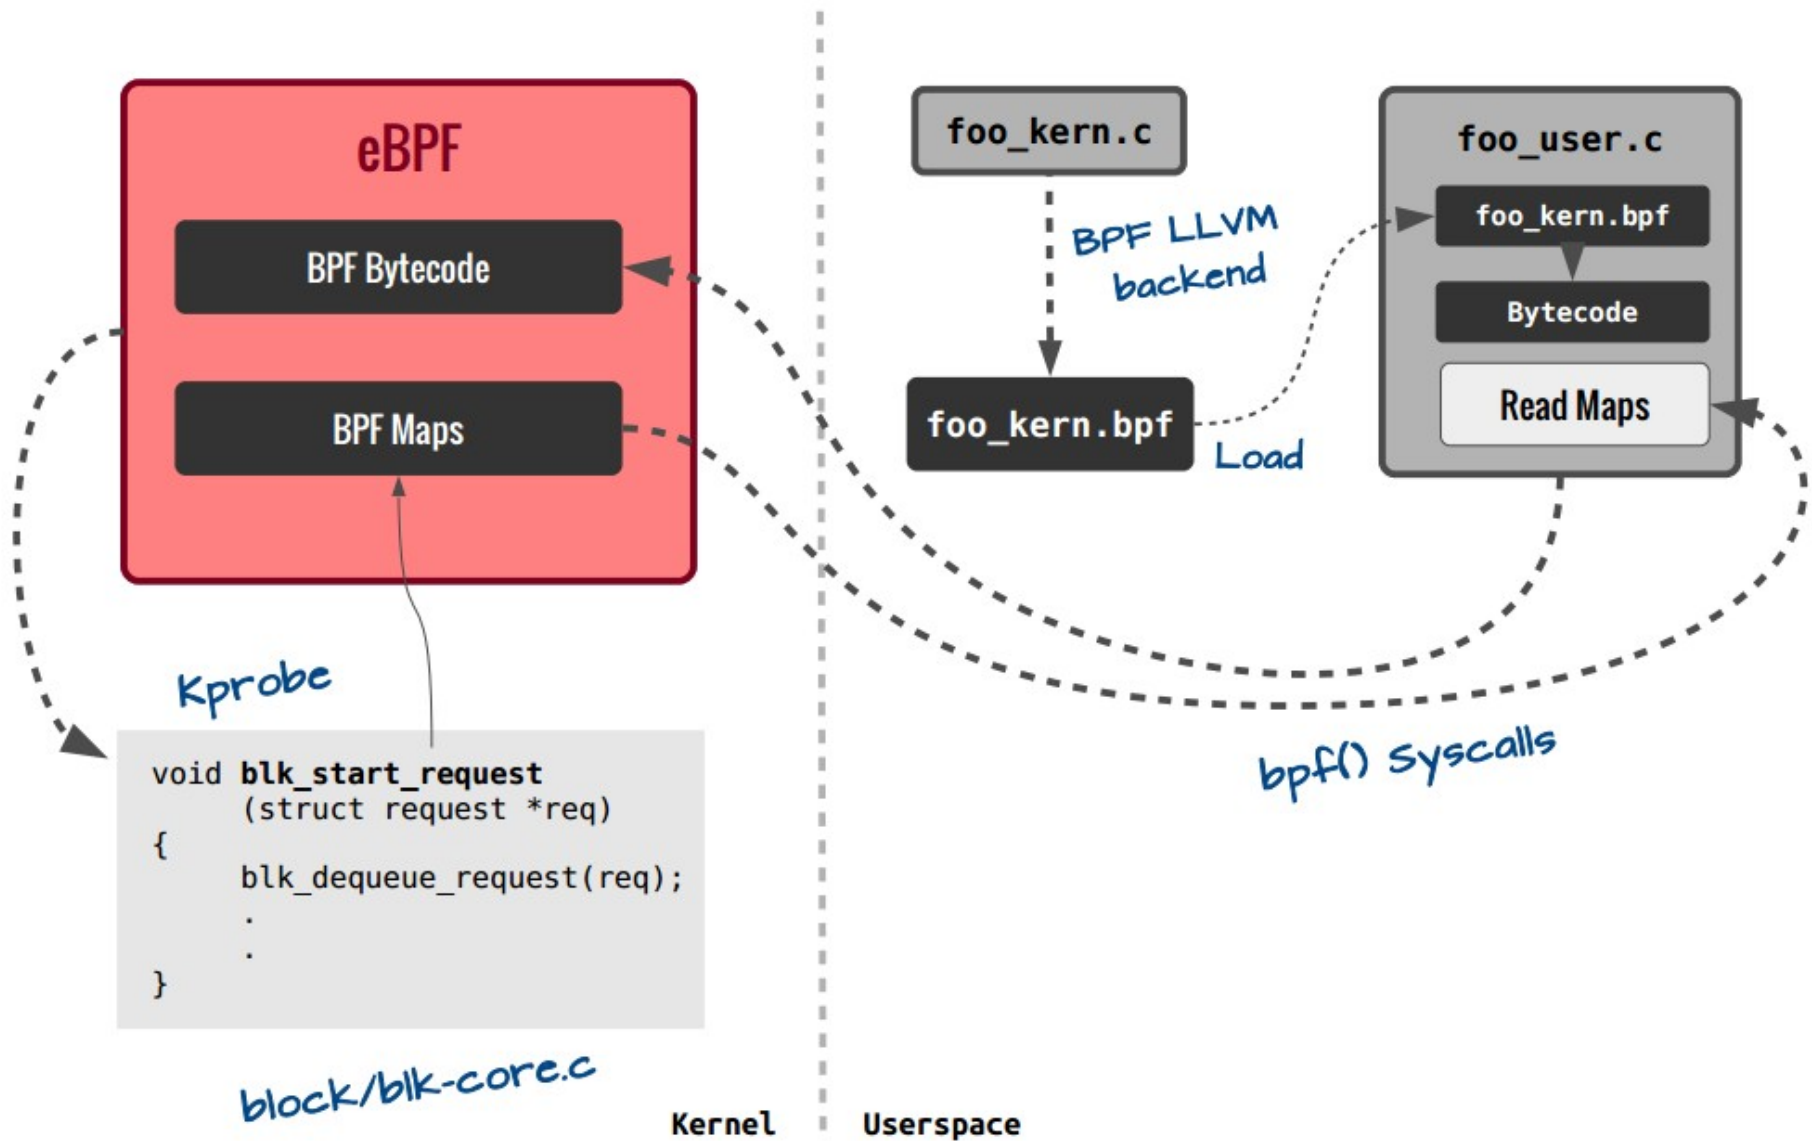 eBPF
BPF Bytecode
BPF Maps
Kprobe
void blk_start_request
(struct request *req)
{
blk_dequeue_request(req);
.
.
}
block/blk-core.c
Kernel
foo_kern.c
BPF LLVM
backend
foo_kern.bpf
Load
foo_user.c
foo_kern.bpf
Bytecode
Read Maps
bpf() Syscalls
Userspace